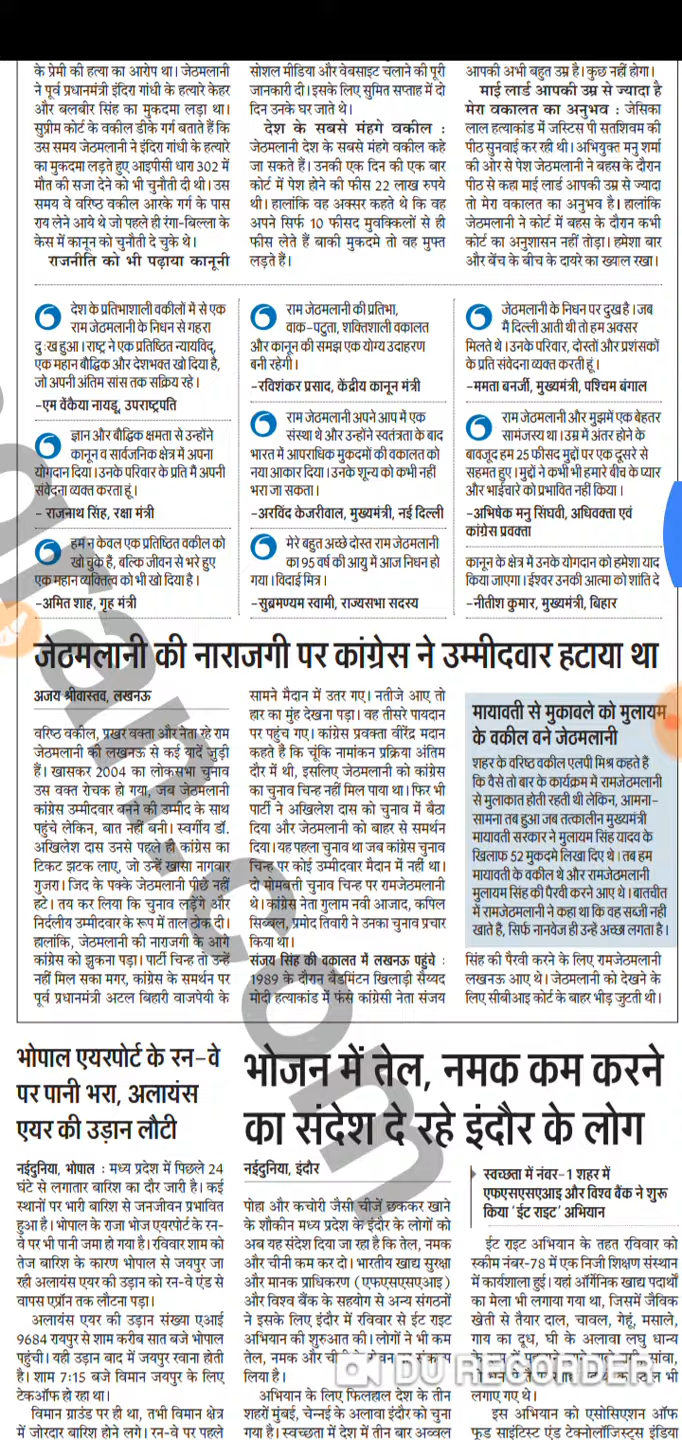 के प्रेमी की हत्या का आरोप था। जेठमलानी
ने पूर्व प्रधानमंत्री इंदिरा गांधी के हत्यारे केहर
और बलबीर सिंह का मुकदमा लड़ा था।
सुप्रीम कोर्ट के वकील डीके गर्ग बताते हैं कि
उस समय जेठमलानी ने इंदिरा गांधी के हत्यारे
का मुकदमा लड़ते हुए आइपीसी धारा 302 में
मौत की सजा देने को भी चुनौती दी थी। उस
समय वे वरिष्ठ वकील आरके गर्ग के पास
राय लेने आये थे जो पहले ही रंगा-बिल्ला के
केस में कानून को चुनौती दे चुके थे।
राजनीति को भी पढ़ाया कानूनी
सोशल मीडिया और वेबसाइट चलाने की पूरी
जानकारी दी। इसके लिए सुमित सप्ताह में दो
दिन उनके घर जाते थे।
देश के सबसे मंहगे वकील :
जेठमलानी देश के सबसे मंहगे वकील कहे
जा सकते हैं। उनकी एक दिन की एक बार
कोर्ट में पेश होने की फीस 22 लाख रुपये
थी। हालांकि वह अक्सर कहते थे कि वह
अपने सिर्फ 10 फीसद मुवक्किलों से ही
फीस लेते हैं बाकी मुकदमे तो वह मुफ्त
लड़ते हैं।
आपकी अभी बहुत उम्र है। कुछ नहीं होगा।
माई लार्ड आपकी उम्र से ज्यादा है
मेरा वकालत का अनुभव : जेसिका
लाल हत्याकांड में जस्टिस पी सतशिवम की
पीठ सुनवाई कर रही थी। अभियुक्त मनु शर्मा
की ओर से पेश जेठमलानी ने बहस के दौरान
पीठ से कहा माई लार्ड आपकी उम्र से ज्यादा
तो मेरा वकालत का अनुभव है। हालांकि
जेठमलानी ने कोर्ट में बहस के दौरान कभी
कोर्ट का अनुशासन नहीं तोड़ा। हमेशा बार
और बेंच के बीच के दायरे का ख्याल रखा।
देश के प्रतिभाशाली वकीलों में से एक
राम जेठमलानी के निधन से गहरा
दु:ख हुआ। राष्ट्र ने एक प्रतिष्ठित न्यायविद्,
एक महान बौद्धिक और देशभक्त खो दिया है,
जो अपनी अंतिम सांस तक सक्रिय रहे।
-एम वेंकैया नायडू, उपराष्ट्रपति
ज्ञान और बौद्धिक क्षमता से उन्होंने
कानून व सार्वजनिक क्षेत्र में अपना
योगदान दिया। उनके परिवार के प्रति मैं अपनी
संवेदना व्यक्त करता हूं।
- राजनाथ सिंह, रक्षा मंत्री
हम न केवल एक प्रतिष्ठित वकील को
खो चुके हैं, बल्कि जीवन से भरे हुए
एक महान व्यक्तित्व को भी खो दिया है।
-अमित शाह, गृह मंत्री
राम जेठमलानी की प्रतिभा,
वाक-पटुता, शक्तिशाली वकालत
और कानून की समझ एक योग्य उदाहरण
बनी रहेगी।
-रविशंकर प्रसाद, केंद्रीय कानून मंत्री
राम जेठमलानी अपने आप में एक
संस्था थे और उन्होंने स्वतंत्रता के बाद
भारत में आपराधिक मुकदमों की वकालत को
नया आकार दिया। उनके शून्य को कभी नहीं
भरा जा सकता।
-अरविंद केजरीवाल, मुख्यमंत्री, नई दिल्ली
मेरे बहुत अच्छे दोस्त राम जेठमलानी
का 95 वर्ष की आयु में आज निधन हो
गया। विदाई मित्र।
-सुब्रमण्यम स्वामी, राज्यसभा सदस्य
जेठमलानी के निधन पर दुख है। जब
मैं दिल्ली आती थी तो हम अक्सर
मिलते थे। उनके परिवार, दोस्तों और प्रशंसकों
के प्रति संवेदना व्यक्त करती हूं।
-ममता बनर्जी, मुख्यमंत्री, पश्चिम बंगाल
राम जेठमलानी और मुझमें एक बेहतर
सामंजस्य था। उम्र में अंतर होने के
बावजूद हम 25 फीसद मुद्दों पर एक दूसरे से
सहमत हुए। मुद्दों ने कभी भी हमारे बीच के प्यार
और भाईचारे को प्रभावित नहीं किया।
-अभिषेक मनु सिंघवी, अधिवक्ता एवं
कांग्रेस प्रवक्ता
कानून के क्षेत्र में उनके योगदान को हमेशा याद
किया जाएगा। ईश्वर उनकी आत्मा को शांति दे
-नीतीश कुमार, मुख्यमंत्री, बिहार
जेठमलानी की नाराजगी पर कांग्रेस ने उम्मीदवार हटाया था
अजय श्रीवास्तव, लखनऊ
वरिष्ठ वकील, प्रखर वक्ता और नेता रहे राम
जेठमलानी की लखनऊ से कई यादें जुड़ी
हैं। खासकर 2004 का लोकसभा चुनाव
उस वक्त रोचक हो गया, जब जेठमलानी
कांग्रेस उम्मीदवार बनने की उम्मीद के साथ
पहुंचे लेकिन, बात नहीं बनी। स्वर्गीय डॉ.
अखिलेश दास उनसे पहले ही कांग्रेस का
टिकट झटक लाए, जो उन्हें खासा नागवार
गुजरा। जिद के पक्के जेठमलानी पीछे नहीं
हटे। तय कर लिया कि चुनाव लड़ेंगे और
निर्दलीय उम्मीदवार के रूप में ताल ठोक दी।
हालांकि, जेठमलानी की नाराजगी के आगे
कांग्रेस को झुकना पड़ा। पार्टी चिन्ह तो उन्हें
नहीं मिल सका मगर, कांग्रेस के समर्थन पर
पूर्व प्रधानमंत्री अटल बिहारी वाजपेयी के
सामने मैदान में उतर गए। नतीजे आए तो
हार का मुंह देखना पड़ा। वह तीसरे पायदान
पर पहुंच गए। कांग्रेस प्रवक्ता वीरेंद्र मदान
कहते हैं कि चूंकि नामांकन प्रक्रिया अंतिम
दौर में थी, इसलिए जेठमलानी को कांग्रेस
का चुनाव चिन्ह नहीं मिल पाया था। फिर भी
पार्टी ने अखिलेश दास को चुनाव में बैठा
दिया और जेठमलानी को बाहर से समर्थन
दिया। यह पहला चुनाव था जब कांग्रेस चुनाव
चिन्ह पर कोई उम्मीदवार मैदान में नहीं था।
दो मोमबत्ती चुनाव चिन्ह पर रामजेठमलानी
थे। कांग्रेस नेता गुलाम नवी आजाद, कपिल
सिब्बल, प्रमोद तिवारी ने उनका चुनाव प्रचार
किया था।
संजय सिंह की वकालत में लखनऊ पहुंचे :
1989 के दौरान बैडमिंटन खिलाड़ी सैय्यद
मोदी हत्याकांड में फंसे कांग्रेसी नेता संजय
मायावती से मुकाबले को मुलायम
के वकील बने जेठमलानी
शहर के वरिष्ठ वकील एलपी मिश्र कहते हैं
कि वैसे तो बार के कार्यक्रम में रामजेठमलानी
से मुलाकात होती रहती थी लेकिन, आमना-
सामना तब हुआ जब तत्कालीन मुख्यमंत्री
मायावती सरकार ने मुलायम सिंह यादव के
खिलाफ 52 मुकदमे लिखा दिए थे। तब हम
मायावती के वकील थे और रामजेठमलानी
मुलायम सिंह की पैरवी करने आए थे। बातचीत
में रामजेठमलानी ने कहा था कि वह सब्जी नही
खाते हैं, सिर्फ नानवेज ही उन्हें अच्छा लगता है।
सिंह की पैरवी करने के लिए रामजेठमलानी
लखनऊ आए थे। जेठमलानी को देखने के
लिए सीबीआइ कोर्ट के बाहर भीड़ जुटती थी।
भोपाल एयरपोर्ट के रन-वे
पर पानी भरा, अलायंस
एयर की उड़ान लौटी
नईदुनिया, भोपाल : मध्य प्रदेश में पिछले 24
घंटे से लगातार बारिश का दौर जारी है। कई
स्थानों पर भारी बारिश से जनजीवन प्रभावित
हुआ है। भोपाल के राजा भोज एयरपोर्ट के रन-
वे पर भी पानी जमा हो गया है। रविवार शाम को
तेज बारिश के कारण भोपाल से जयपुर जा
रही अलायंस एयर की उड़ान को रन-वे एंड से
वापस एप्रॉन तक लौटना पड़ा।
अलायंस एयर की उड़ान संख्या एआई
9684 रायपुर से शाम करीब सात बजे भोपाल
पहुंची। यही उड़ान बाद में जयपुर रवाना होती
है। शाम 7:15 बजे विमान जयपुर के लिए
टेकऑफ हो रहा था।
विमान ग्राउंड पर ही था, तभी विमान क्षेत्र
में जोरदार बारिश होने लगे। रन-वे पर पहले
भोजन में तेल, नमक कम करने
का संदेश दे रहे इंदौर के लोग
नईदुनिया, इंदौर
पोहा और कचोरी जैसी चीजें छककर खाने
के शौकीन मध्य प्रदेश के इंदौर के लोगों को
अब यह संदेश दिया जा रहा है कि तेल, नमक
और चीनी कम कर दो। भारतीय खाद्य सुरक्षा
और मानक प्राधिकरण (एफएसएसएआइ)
और विश्व बैंक के सहयोग से अन्य संगठनों
ने इसके लिए इंदौर में रविवार से ईट राइट
अभियान की शुरुआत की। लोगों ने भी कम
तेल, नमक और
लिया है।
अभियान के लिए फिलहाल देश के तीन
शहरों मुंबई, चेन्नई के अलावा इंदौर को चुना
गया है। स्वच्छता में देश में तीन बार अव्वल
स्वच्छता में नंवर-1 शहर में
एफएसएसएआइ और विश्व बैंक ने शुरू
किया 'ईट राइट' अभियान
ईट राइट अभियान के तहत रविवार को
स्कीम नंबर-78 में एक निजी शिक्षण संस्थान
में कार्यशाला हुई। यहां ऑर्गेनिक खाद्य पदार्थों
का मेला भी लगाया गया था, जिसमें जैविक
खेती से तैयार दाल, चावल, गेहूं, मसाले,
गाय का दूध, घी के अलावा लघु धान्य
भी
लगाए गए थे।
इस अभियान को एसोसिएशन ऑफ
फूड साइंटिस्ट एंड टेक्नोलॉजिस्ट्स इंडिया
DU RECORDER